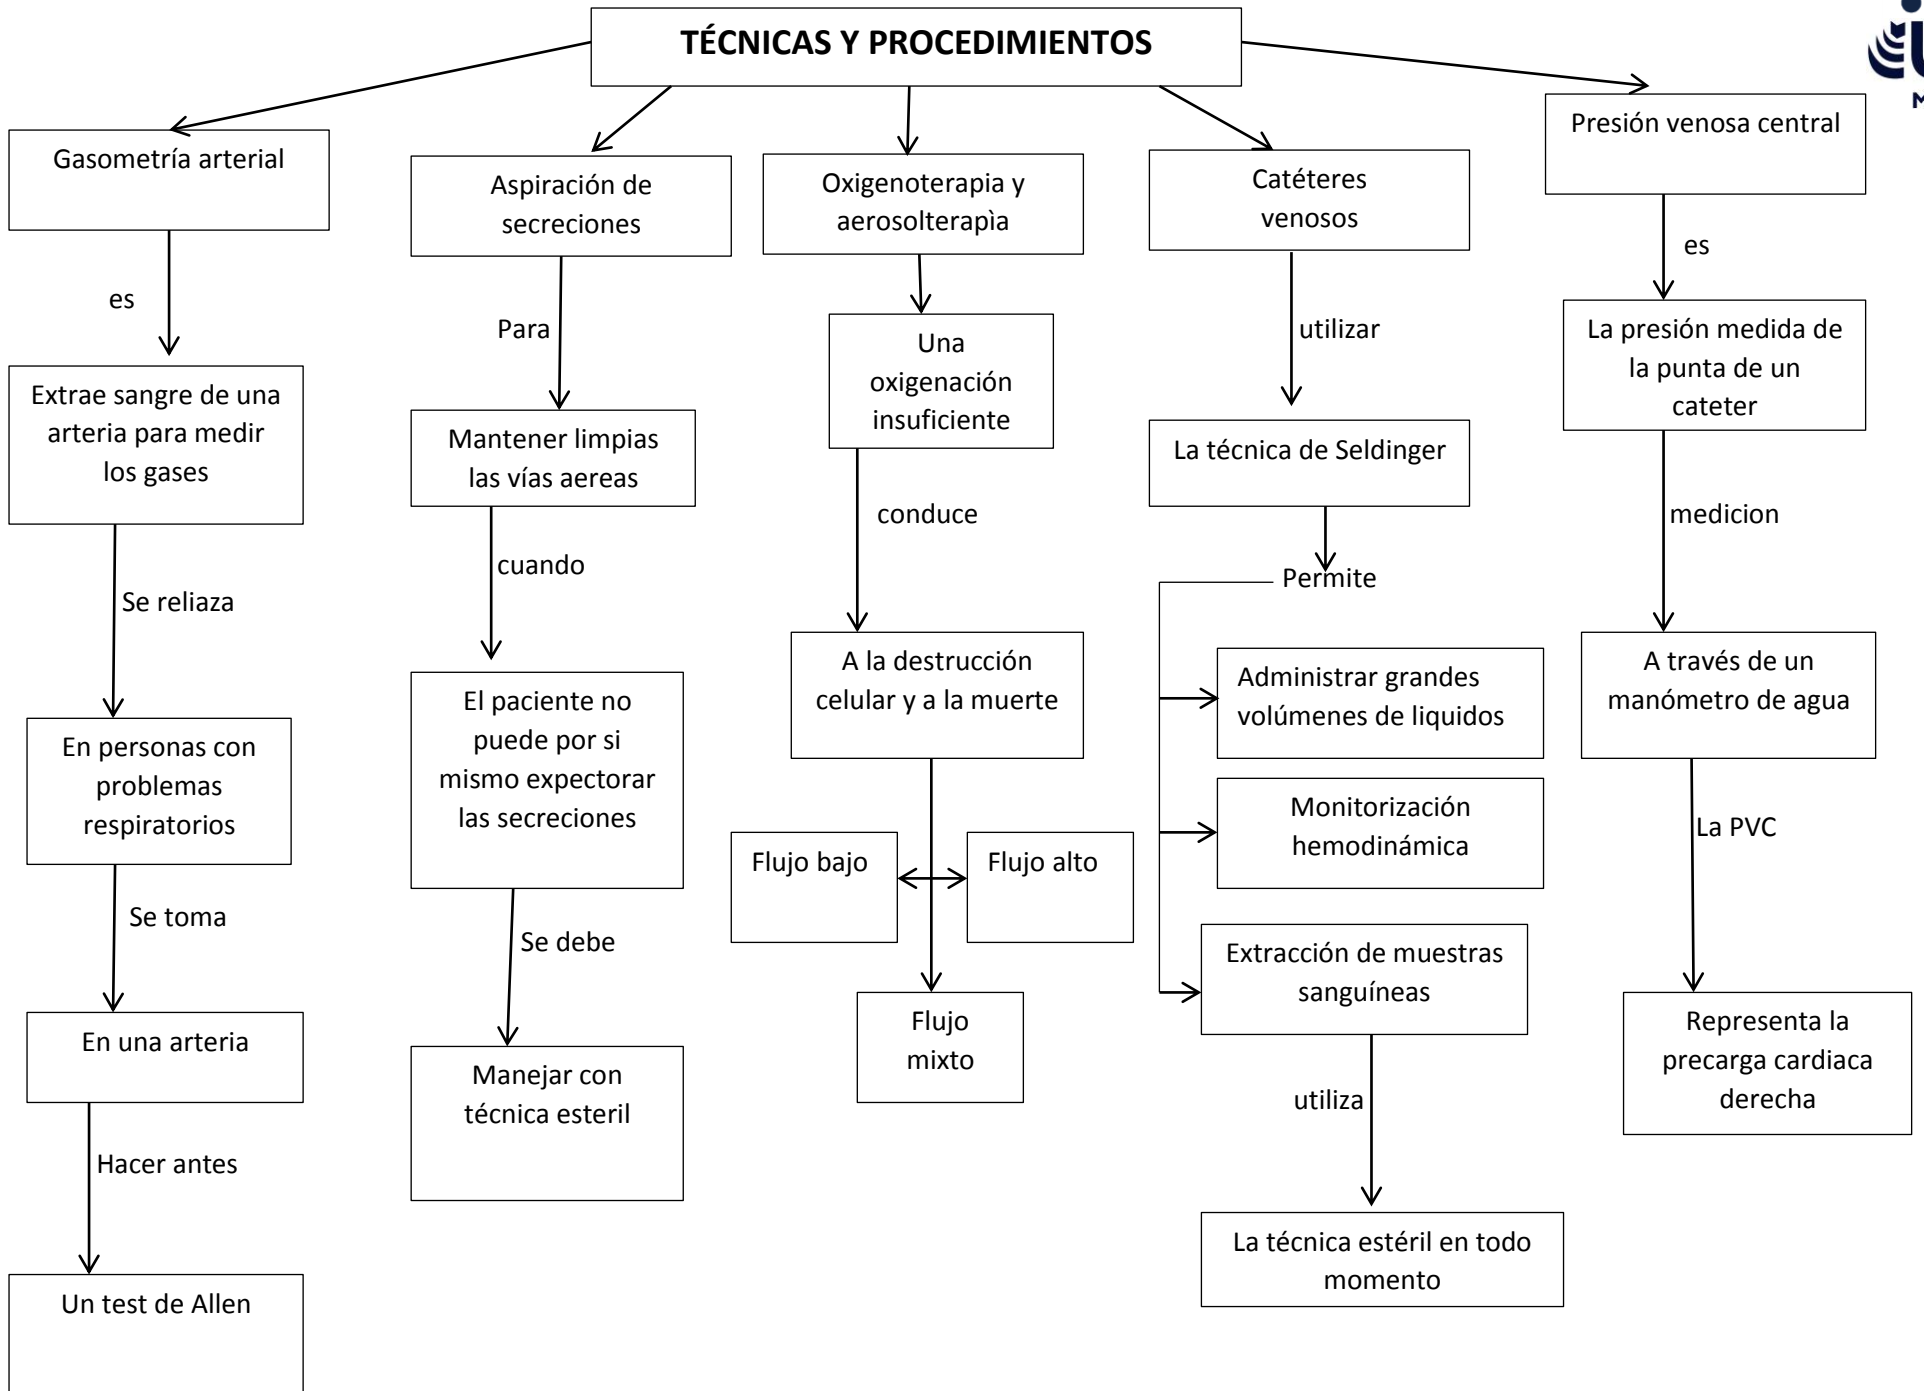 TÉCNICAS Y PROCEDIMIENTOS
Gasometría arterial
es
Extrae sangre de una
arteria para medir
los gases
Se reliaza
En personas con
problemas
respiratorios
Se toma
En una arteria
Hacer antes
Un test de Allen
Aspiración de
secreciones
Para
Mantener limpias
las vías aereas
cuando
El paciente no
puede por si
mismo expectorar
las secreciones
Se debe
Manejar con
técnica esteril
Oxigenoterapia y
aerosolterapìa
Una
oxigenación
insuficiente
conduce
A la destrucción
celular y a la muerte
Flujo bajo
Flujo alto
Flujo
mixto
Catéteres
venosos
utilizar
La técnica de Seldinger
Permite
Administrar grandes
volúmenes de liquidos
Monitorización
hemodinámica
Extracción de muestras
sanguíneas
utiliza
La técnica estéril en todo
momento
Presión venosa central
es
La presión medida de
la punta de un
cateter
medicion
A través de un
manómetro de agua
La PVC
Representa la
precarga cardiaca
derecha